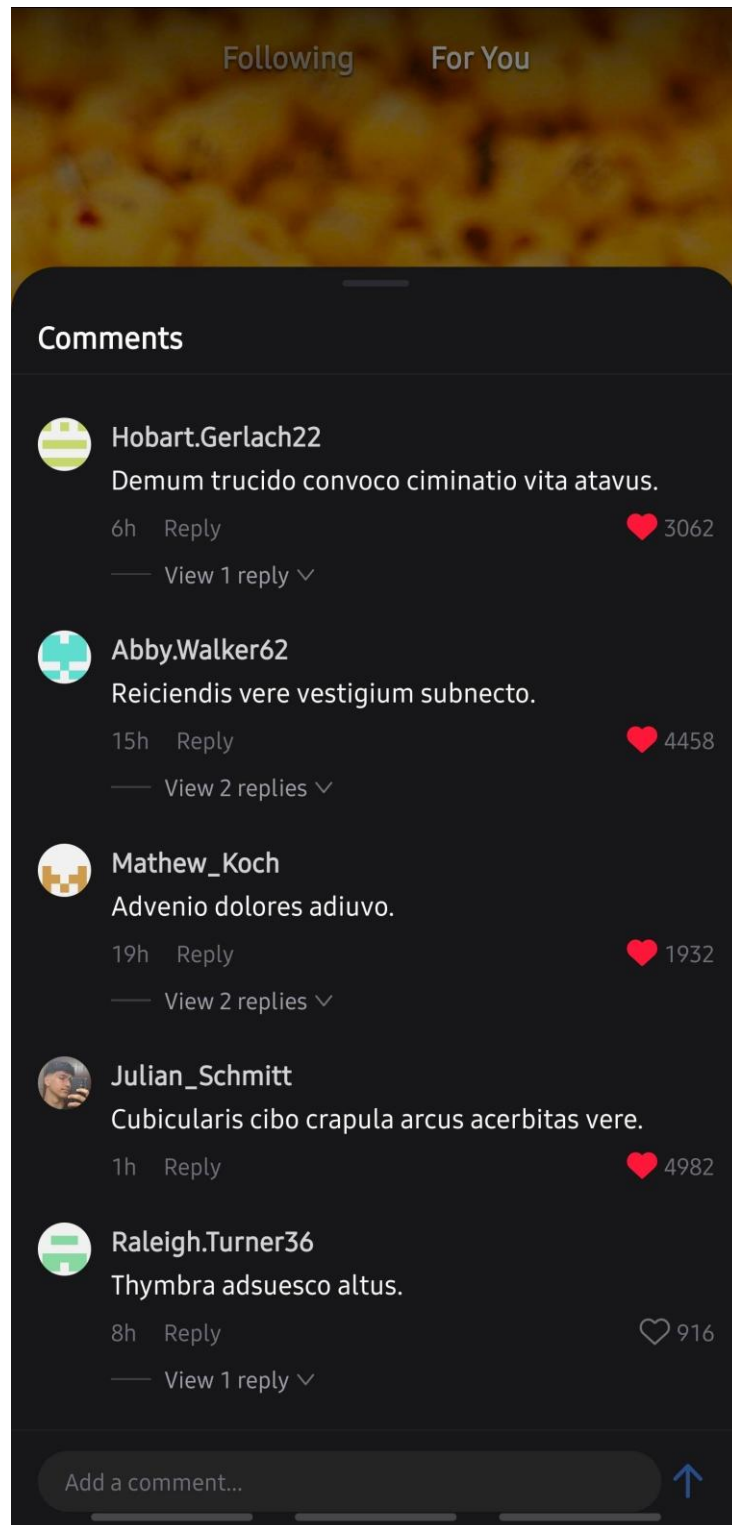 Following For You
Comments
Hobart.Gerlach22
Demum trucido convoco ciminatio vita atavus.
6h Reply 3062
View 1 reply
Abby.Walker62
Reiciendis vere vestigium subnecto.
15h Reply 4458
View 2 replies
Mathew_Koch
Advenio dolores adiuvo.
19h Reply 1932
View 2 replies
Julian_Schmitt
Cubicularis cibo crapula arcus acerbitas vere.
1h Reply 4982
Raleigh.Turner36
Thymbra adsuesco altus.
8h Reply 916
View 1 reply
Add a comment...